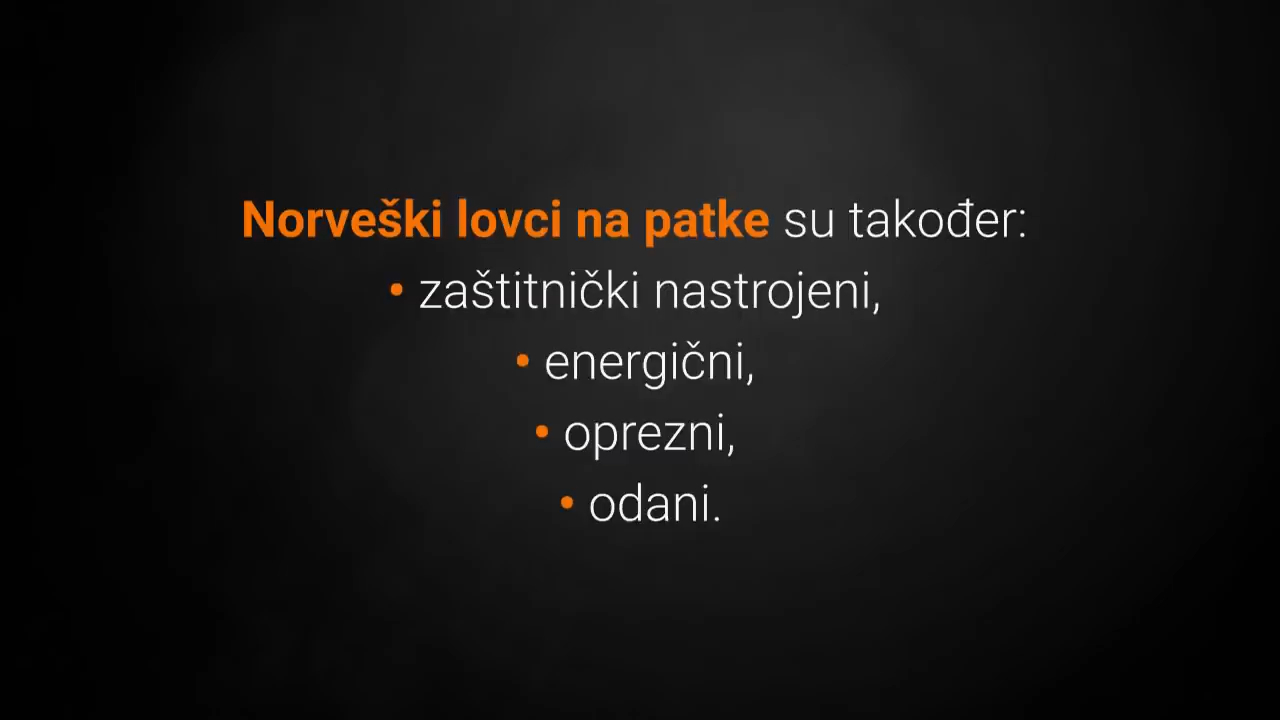 Norveški lovci na patke su također:
• zaštitnički nastrojeni,
• energični,
• oprezni,
• odani.